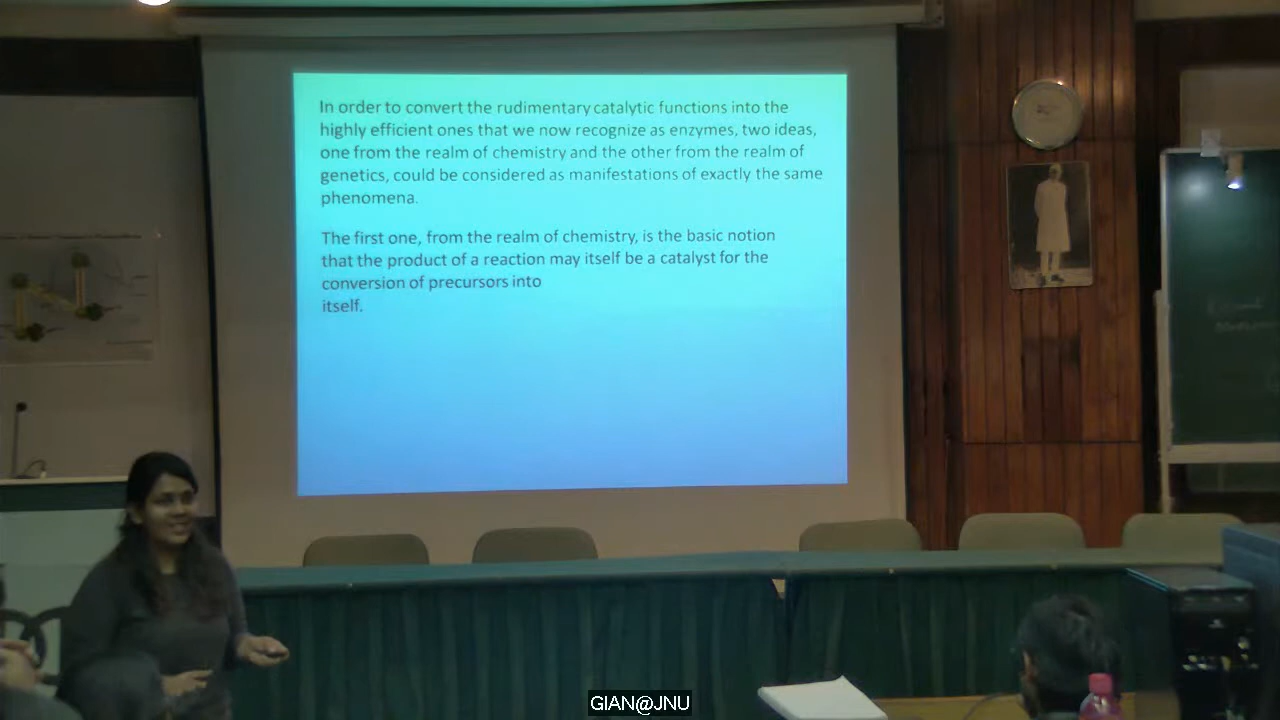 In order to convert the rudimentary catalytic functions into the
highly efficient ones that we now recognize as enzymes, two ideas,
one from the realm of chemistry and the other from the realm of
genetics, could be considered as manifestations of exactly the same
phenomena.
The first one, from the realm of chemistry, is the basic notion
that the product of a reaction may itself be a catalyst for the
conversion of precursors into
itself.
GIAN@JNU